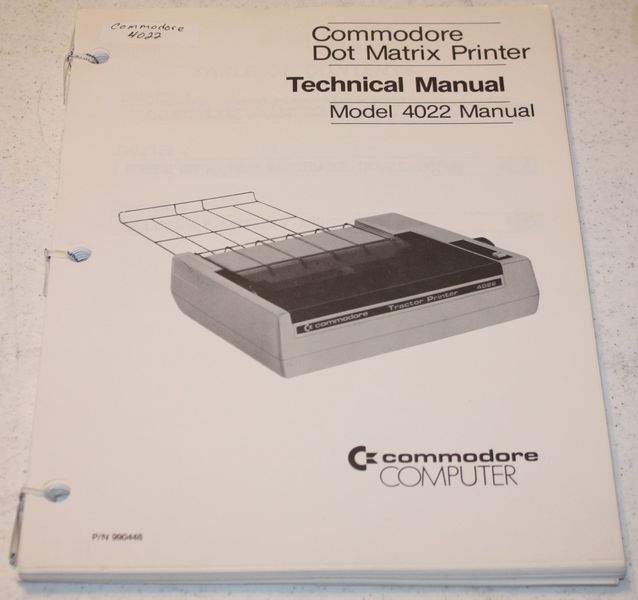 Commodore
4022
Commodore
Dot Matrix Printer
Technical Manual
Model 4022 Manual
commodore Tractor Printer 4022
commodore
COMPUTER
P/N 990448